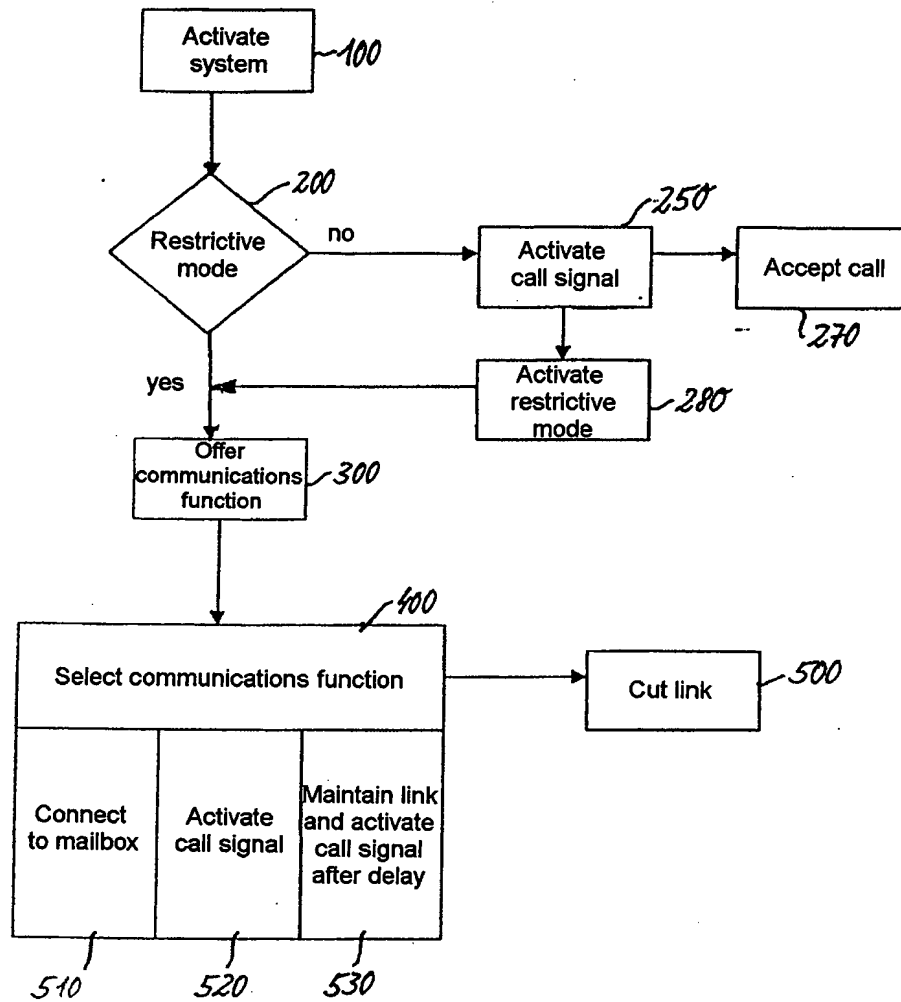 Activate
system
100
200
Restrictive
mode
no
250
Activate
call signal
Accept call
270
yes
Activate
restrictive
mode
280
Offer
communications
function
300
400
Select communications function
Cut link
500
Connect
to mailbox
Activate
call signal
Maintain link
and activate
call signal
after delay
510
520
530